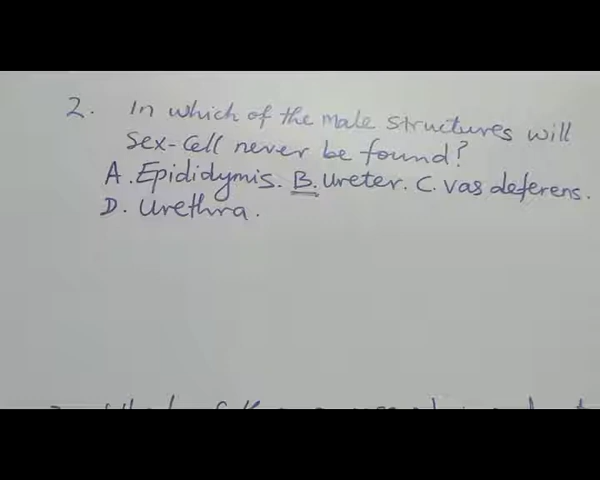 2. In which of the male structures will
sex-cell never be found?
A. Epididymis. B. Ureter. C. vas deferens.
D. Urethra.